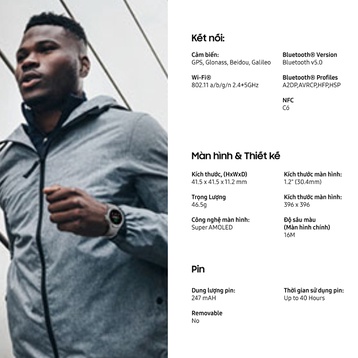 Kết nối:
Cảm biến:
GPS, Glonass, Beidou, Galileo
Bluetooth® Version
Bluetooth v5.0
Wi-Fi®
802.11 a/b/g/n 2.4+5GHz
Bluetooth® Profiles
A2DP,AVRCP,HFP,HSP
NFC
Có
Màn hình & Thiết kế
Kích thước, (HxWxD)
41.5 x 41.5 x 11.2 mm
Kích thước màn hình:
1.2" (30.4mm)
Trọng Lượng
46.5g
Kích thước màn hình:
396 x 396
Công nghệ màn hình:
Super AMOLED
Độ sâu màu
(Màn hình chính)
16M
Pin
Dung lượng pin:
247 mAH
Thời gian sử dụng pin:
Up to 40 Hours
Removable
No